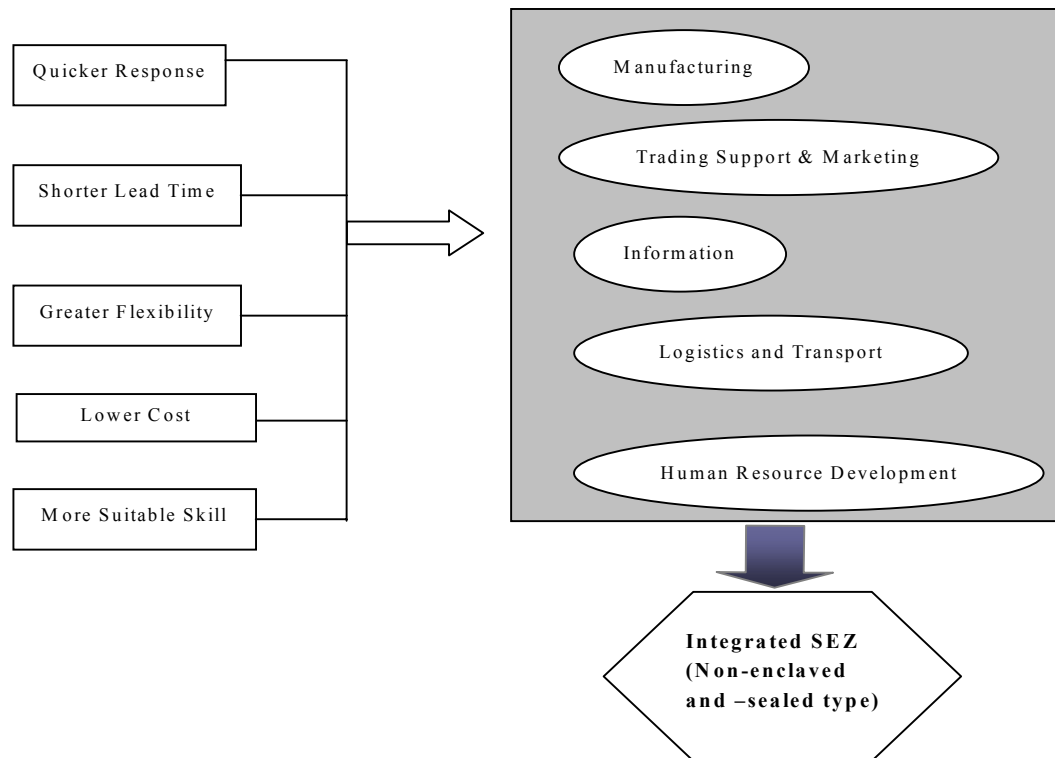 Quicker Response
Shorter Lead Time
Greater Flexibility
Lower Cost
More Suitable Skill
Manufacturing
Trading Support & Marketing
Information
Logistics and Transport
Human Resource Development
Integrated SEZ
(Non-enclaved
and –sealed type)